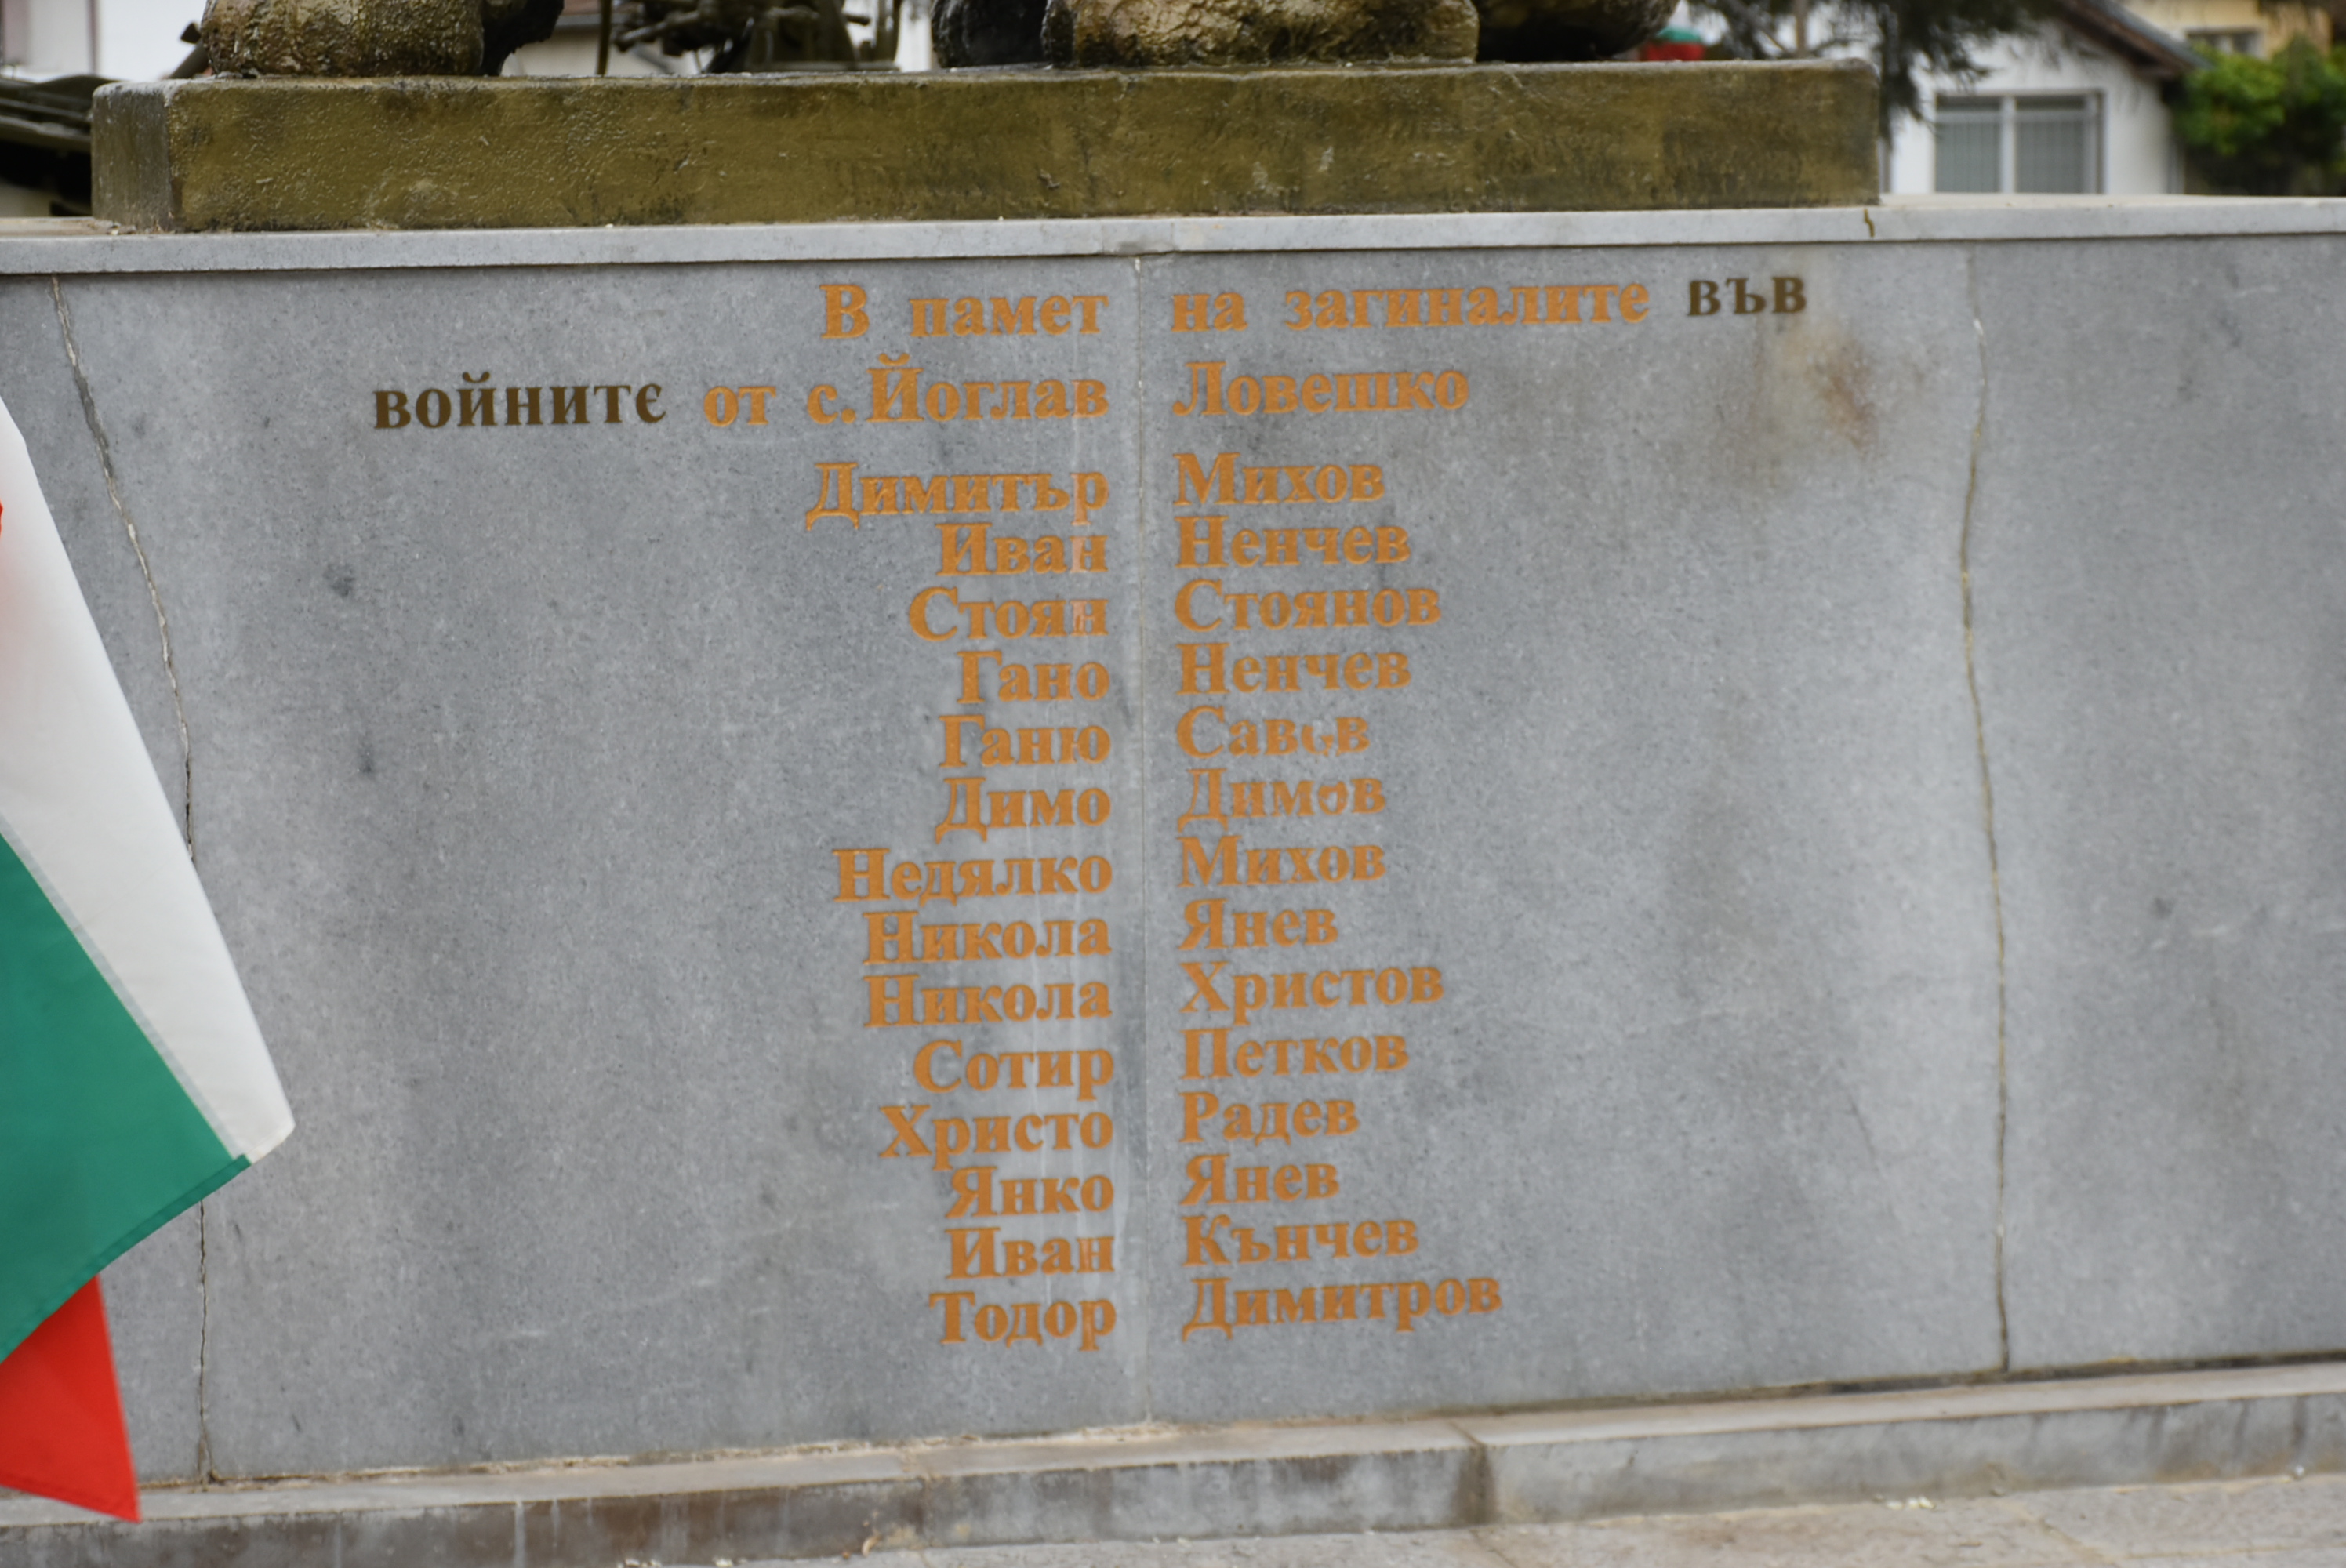 В памет на загиналите във
войните от с. Йоглав Ловешко
Димитър Михов
Иван Ненчев
Стоян Стоянов
Гано Ненчев
Ганю Савов
Димо Димов
Недялко Михов
Никола Янев
Никола Христов
Сотир Петков
Христо Радев
Янко Янев
Иван Кънчев
Тодор Димитров